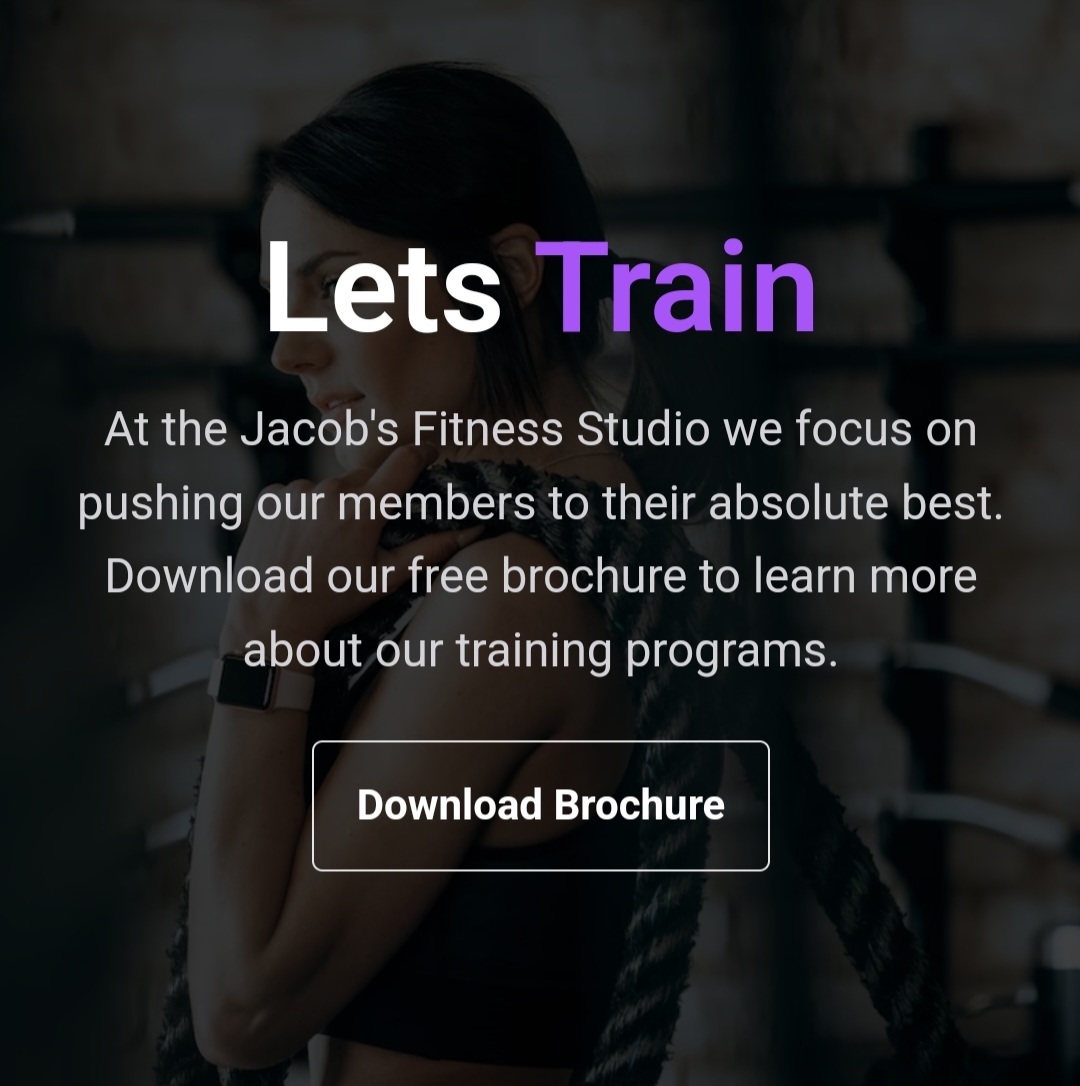 Lets Train
At the Jacob's Fitness Studio we focus on
pushing our members to their absolute best.
Download our free brochure to learn more
about our training programs.
Download Brochure